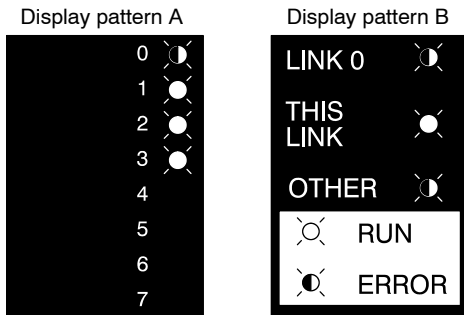 Display pattern A
0
1
2
3
4
5
6
7
Display pattern B
LINK 0
THIS
LINK
OTHER
RUN
ERROR